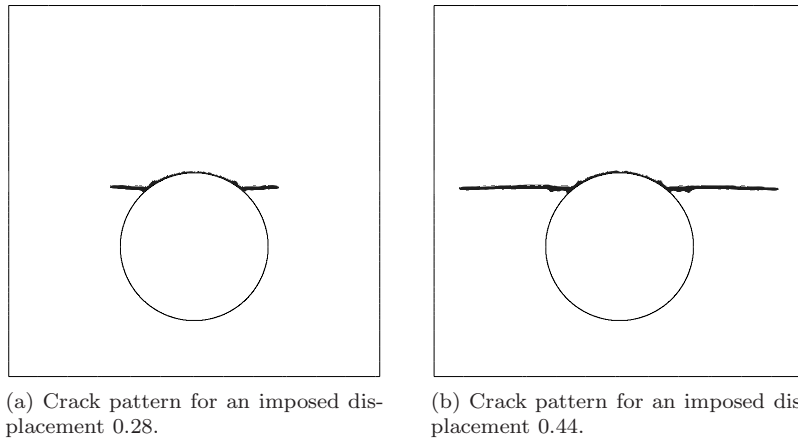 (a) Crack pattern for an imposed dis-
placement 0.28.
(b) Crack pattern for an imposed dis
placement 0.44.